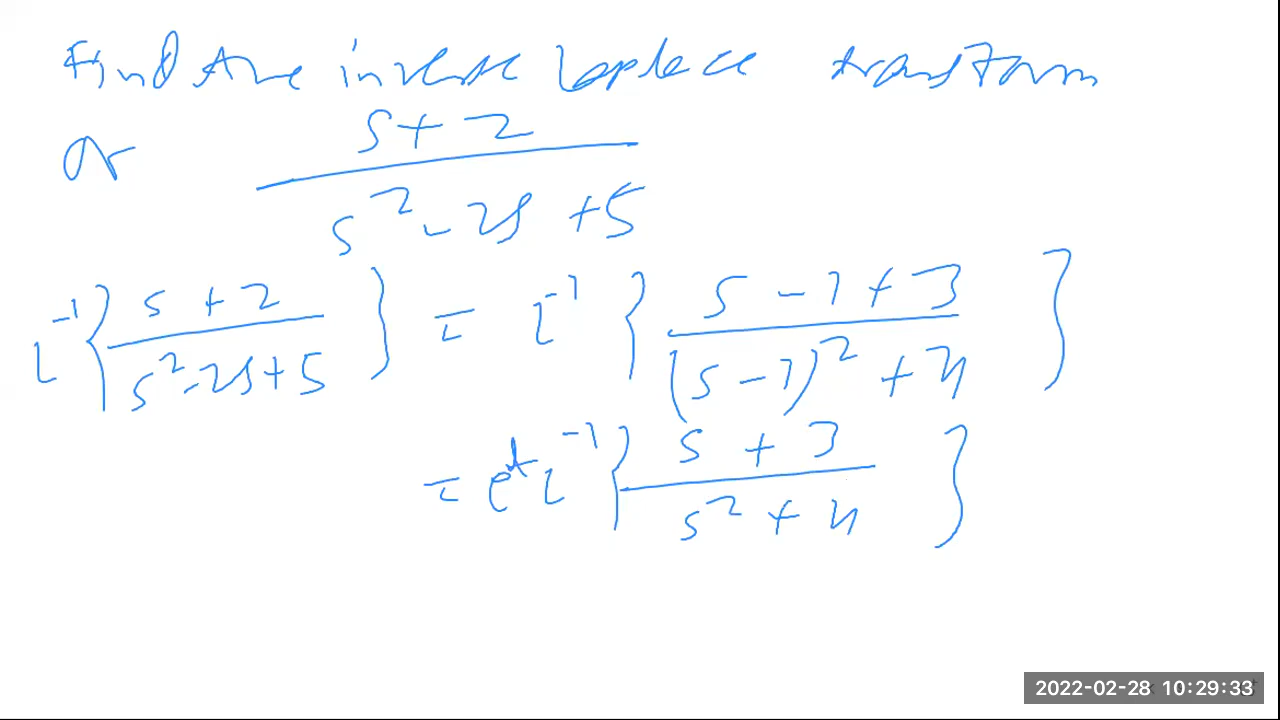 Find the inverse Laplace transform
of s + 2 / s² - 2s + 5
L⁻¹{ s + 2 / s² - 2s + 5 } = L⁻¹{ s - 1 + 3 / (s - 1)² + 4 }
= eᵗ L⁻¹{ s + 3 / s² + 4 }
2022-02-28 10:29:33